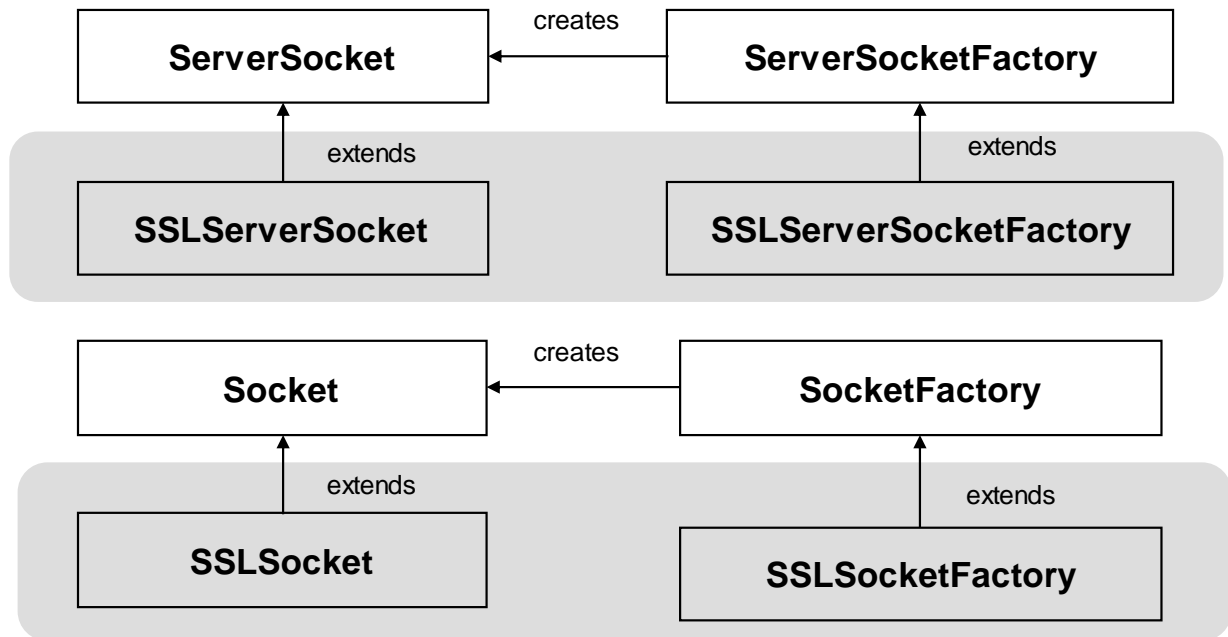 creates
ServerSocket
ServerSocketFactory
extends
extends
SSLServerSocket
SSLServerSocketFactory
creates
Socket
SocketFactory
extends
extends
SSLSocket
SSLSocketFactory